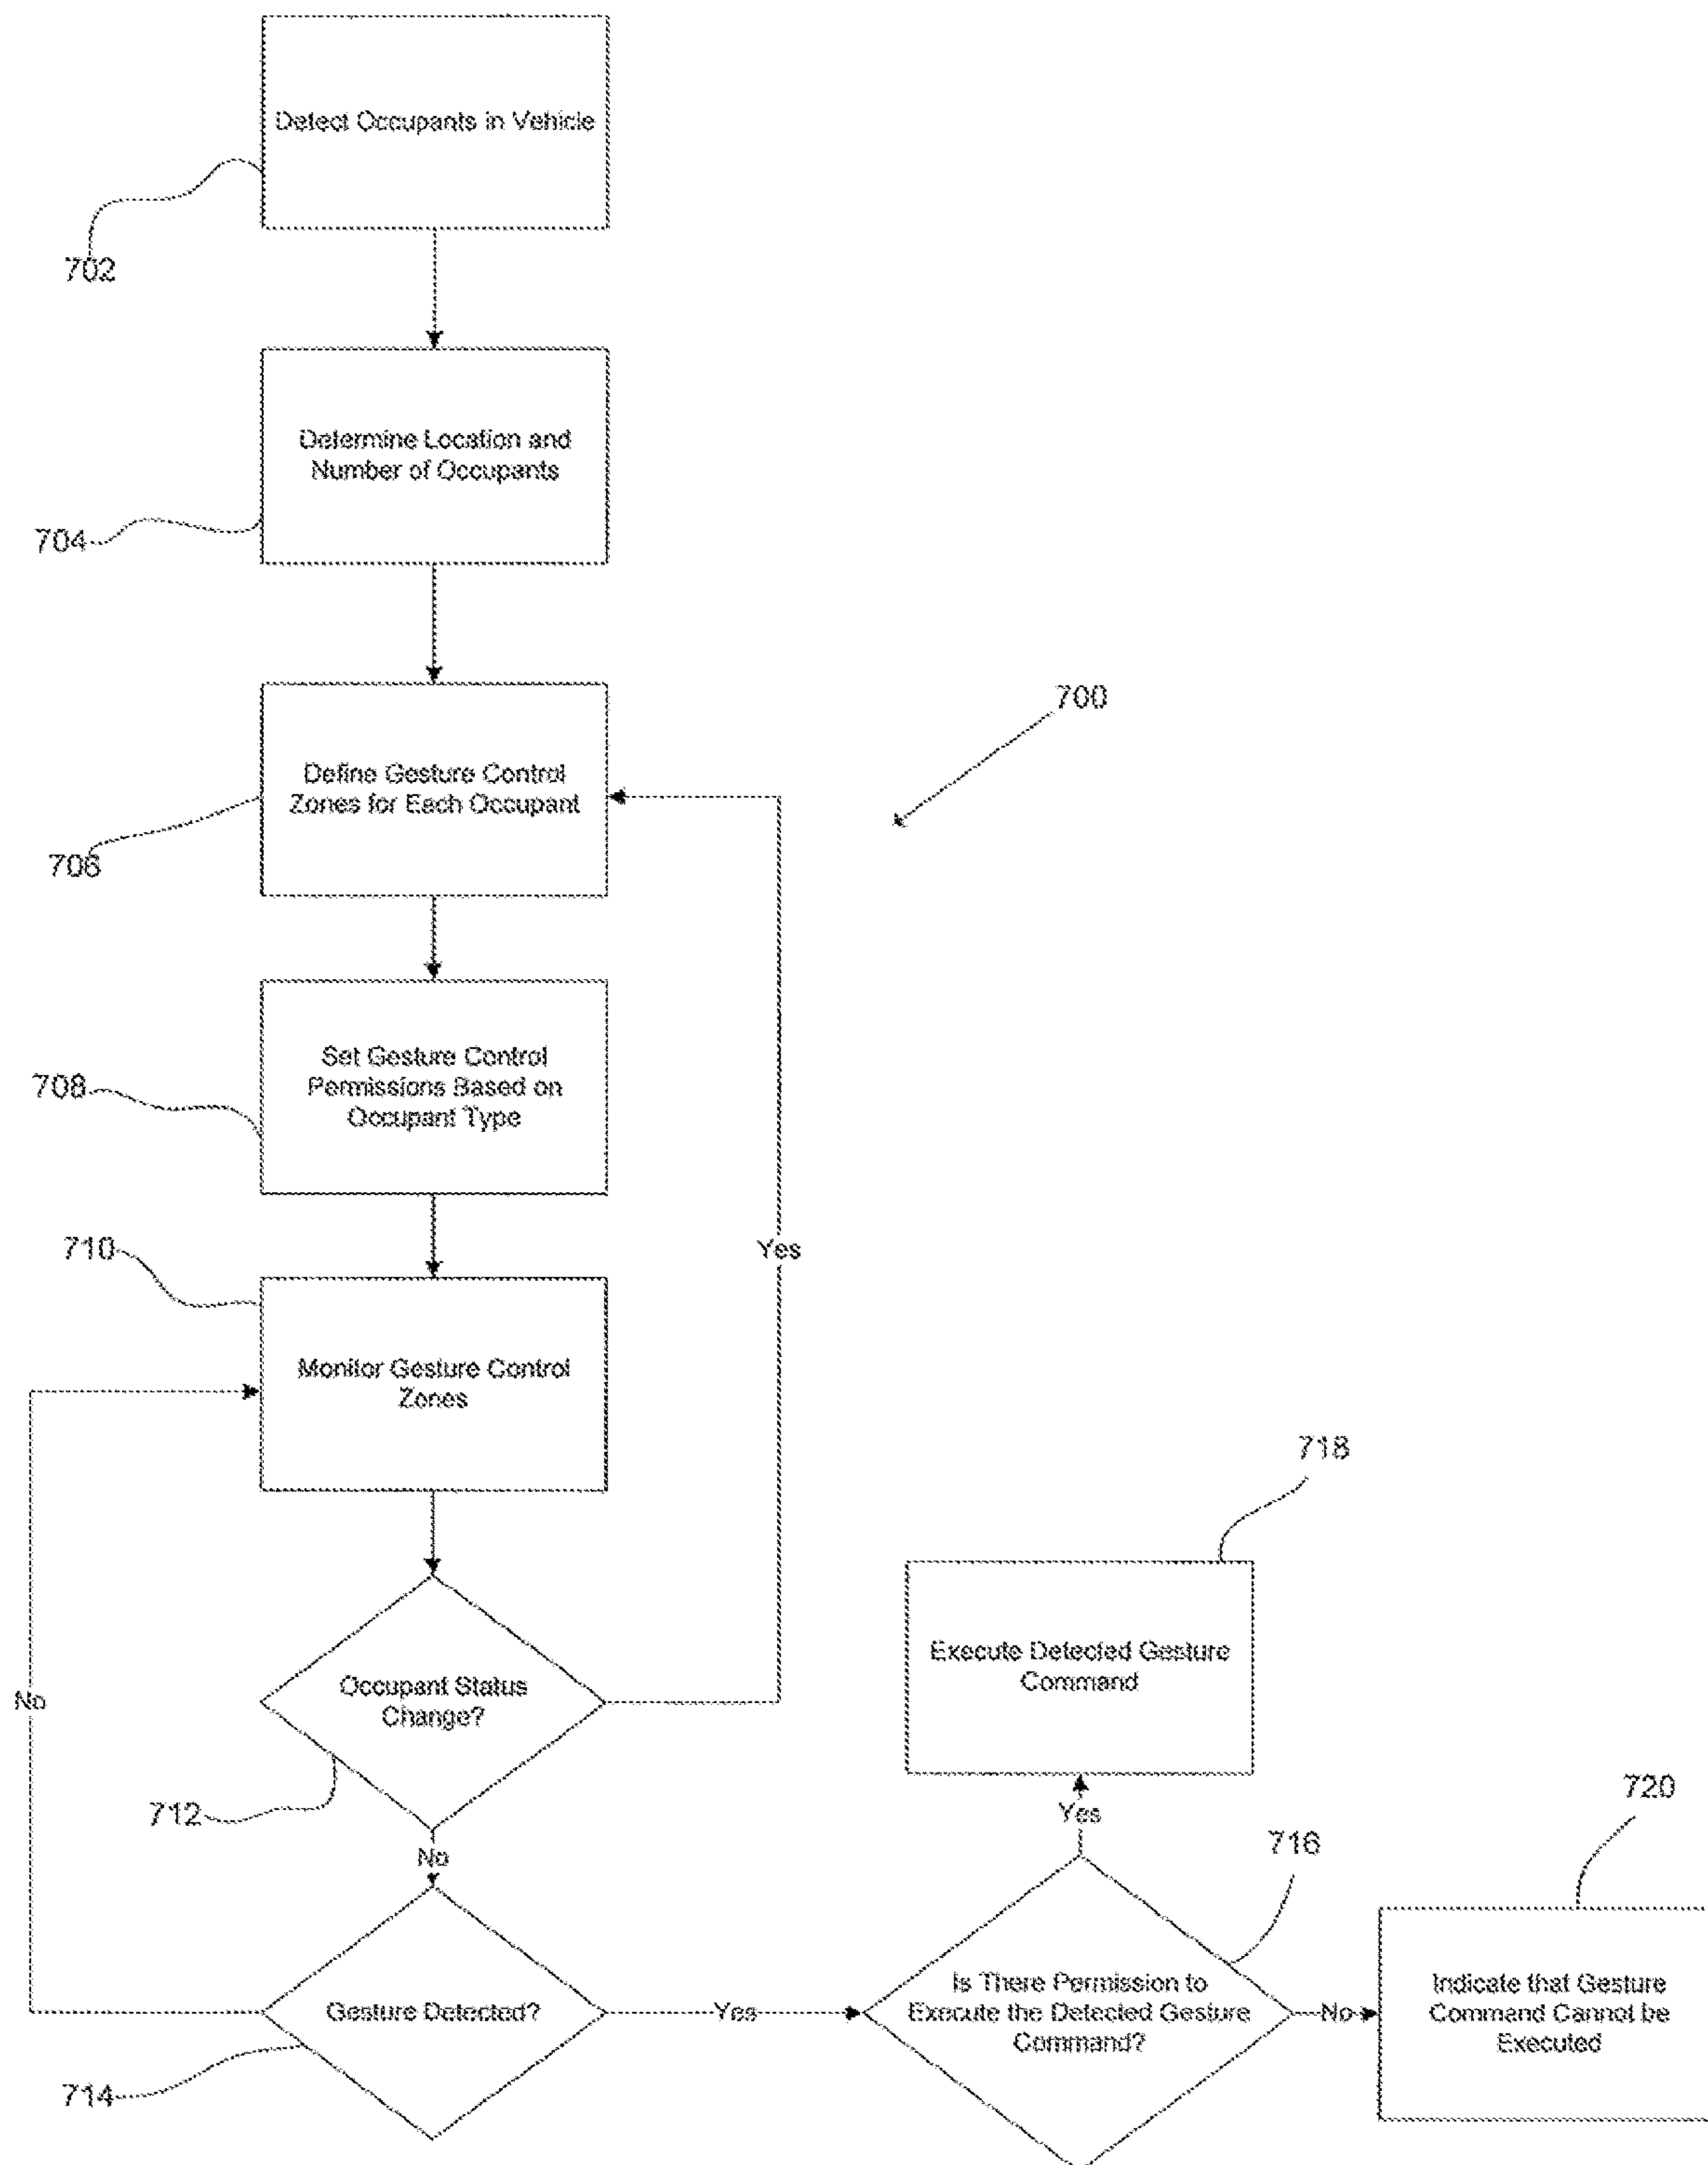 Detect Occupants in Vehicle
702
Determine Location and
Number of Occupants
704
Define Gesture Control
Zones for Each Occupant
700
706
Set Gesture Control
Permissions Based on
Occupant Type
708
710
Yes
Monitor Gesture Control
Zones
718
Execute Detected Gesture
Command
Occupant Status
Change?
No
712
720
Yes
716
No
Is There Permission to
Execute the Detected Gesture
Command?
Gesture Detected?
Yes
No
Indicate that Gesture
Command Cannot be
Executed
714